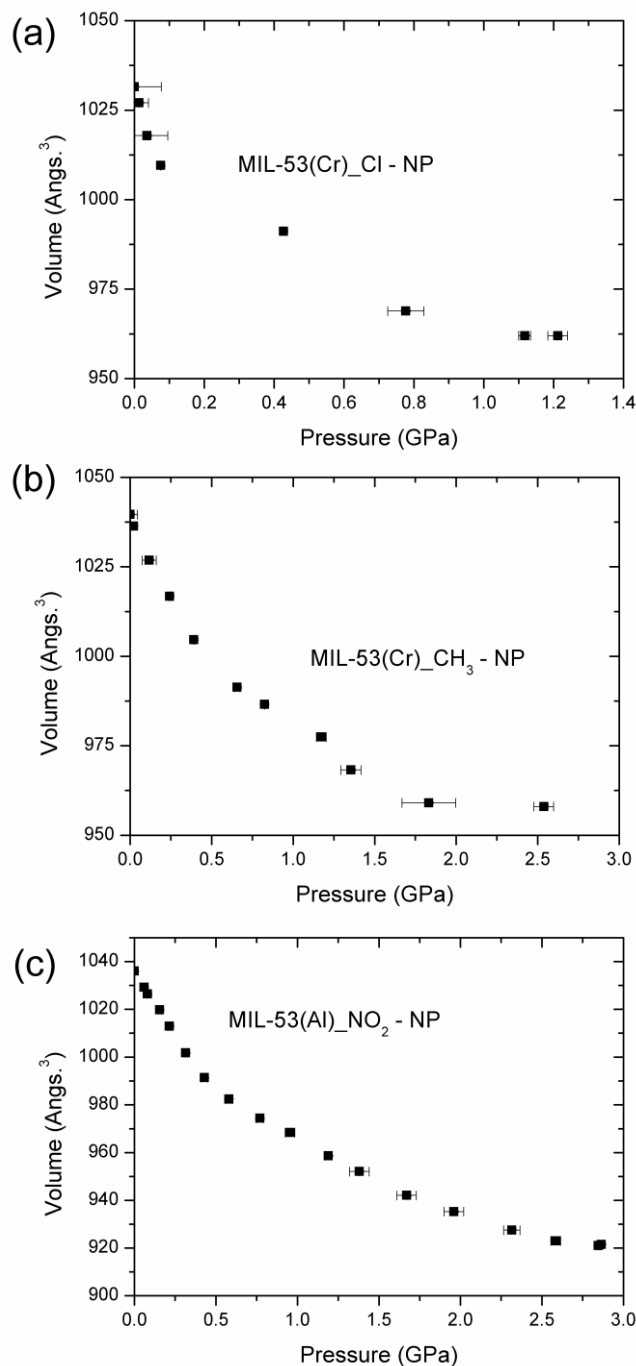 (a)
1050
1025
1000
975
950
Volume (Angs.³)
MIL-53(Cr)_Cl - NP
0.0 0.2 0.4 0.6 0.8 1.0 1.2 1.4
Pressure (GPa)
(b)
1050
1025
1000
975
950
Volume (Angs.³)
MIL-53(Cr)_CH₃ - NP
0.0 0.5 1.0 1.5 2.0 2.5 3.0
Pressure (GPa)
(c)
1040
1020
1000
980
960
940
920
900
Volume (Angs.³)
MIL-53(Al)_NO₂ - NP
0.0 0.5 1.0 1.5 2.0 2.5 3.0
Pressure (GPa)